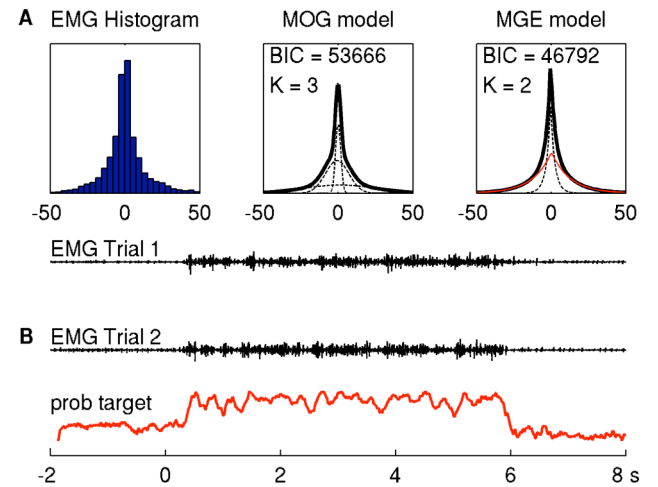 A EMG Histogram MOG model MGE model
BIC = 53666 BIC = 46792
K = 3 K = 2
-50 0 50 -50 0 50 -50 0 50
EMG Trial 1
B EMG Trial 2
prob target
-2 0 2 4 6 8 s